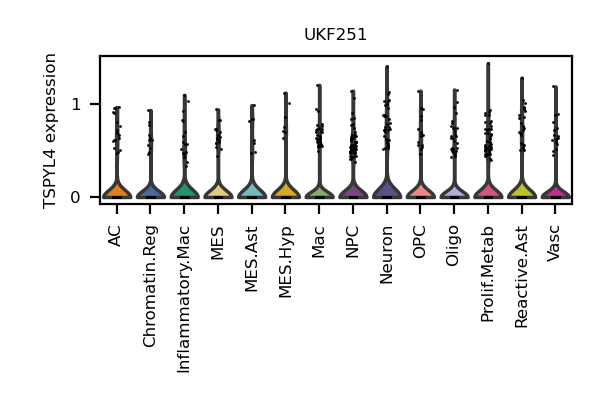 UKF251
TSPYL4 expression
1
0
AC
Chromatin.Reg
Inflammatory.Mac
MES
MES.Ast
MES.Hyp
Mac
NPC
Neuron
OPC
Oligo
Prolif.Metab
Reactive.Ast
Vasc